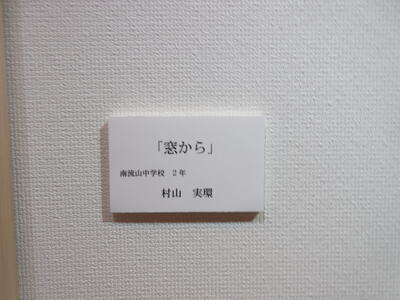 「窓から」
南流山中学校　2年
村山　実環